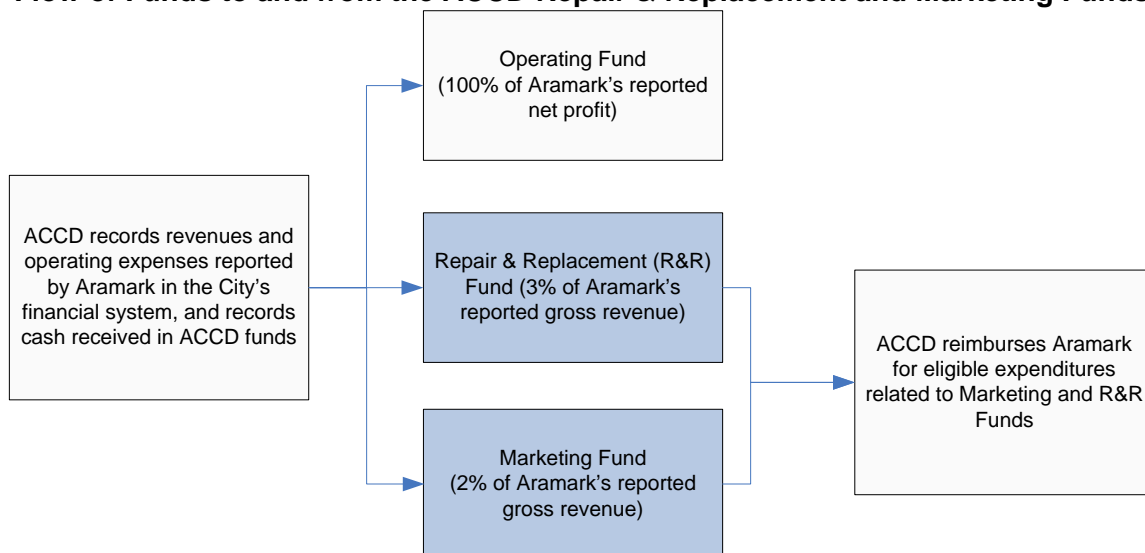 Flow of Funds to and from the ACCD Repair & Replacement and Marketing Funds
Operating Fund
(100% of Aramark's reported
net profit)
ACCD records revenues and
operating expenses reported
by Aramark in the City's
financial system, and records
cash received in ACCD funds
Repair & Replacement (R&R)
Fund (3% of Aramark's
reported gross revenue)
ACCD reimburses Aramark
for eligible expenditures
related to Marketing and R&R
Funds
Marketing Fund
(2% of Aramark's reported
gross revenue)